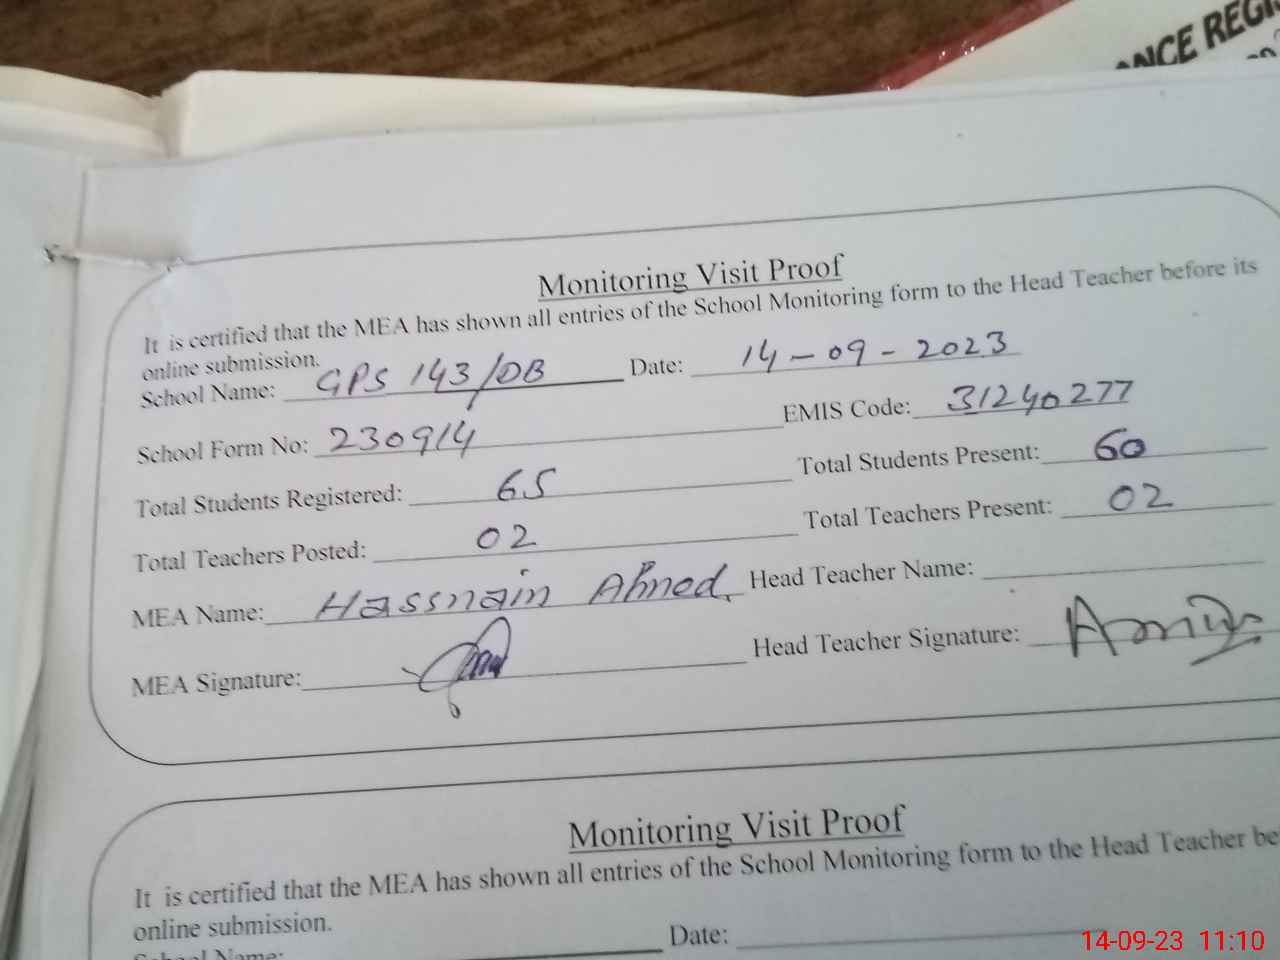 ANCE REGI
Monitoring Visit Proof
It is certified that the MEA has shown all entries of the School Monitoring form to the Head Teacher before its
online submission.
School Name: GPS 143/DB Date: 14-09-2023
School Form No: 230914 EMIS Code: 31240277
Total Students Registered: 65 Total Students Present: 60
Total Teachers Posted: 02 Total Teachers Present: 02
MEA Name: Hassnain Ahmed. Head Teacher Name:
MEA Signature: Head Teacher Signature:
Monitoring Visit Proof
It is certified that the MEA has shown all entries of the School Monitoring form to the Head Teacher be
online submission.
School Name: Date:
14-09-23 11:10